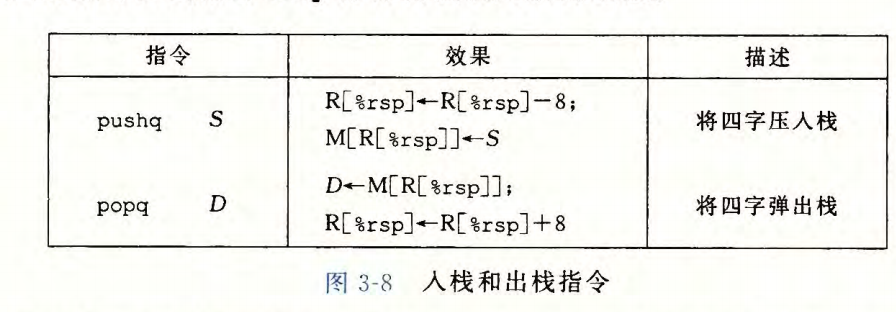 指令 效果 描述
pushq S R[%rsp]←R[%rsp]−8; 将四字压入栈
M[R[%rsp]]←S
popq D D←M[R[%rsp]]; 将四字弹出栈
R[%rsp]←R[%rsp]+8
图 3-8 入栈和出栈指令